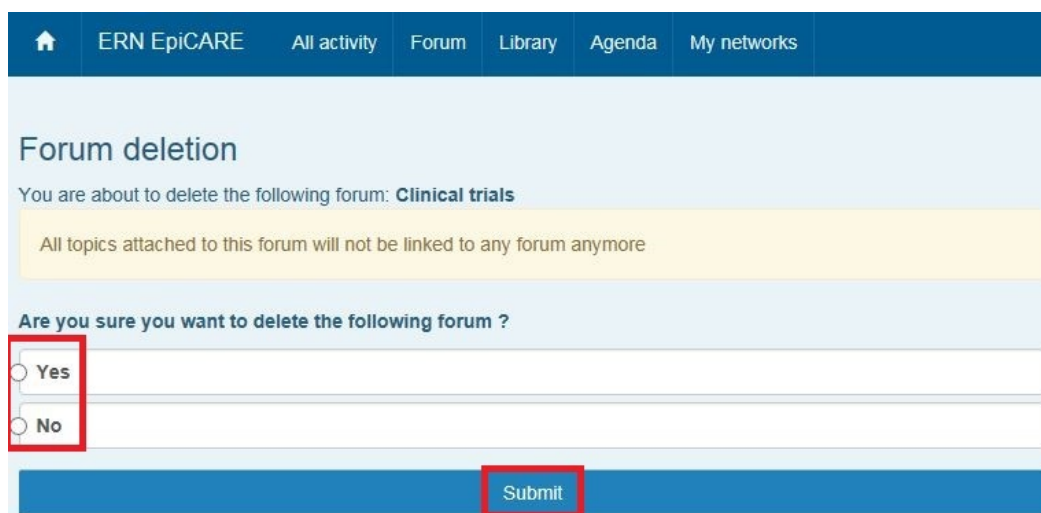 ERN EpiCARE All activity Forum Library Agenda My networks
Forum deletion
You are about to delete the following forum: Clinical trials
All topics attached to this forum will not be linked to any forum anymore
Are you sure you want to delete the following forum ?
Yes
No
Submit